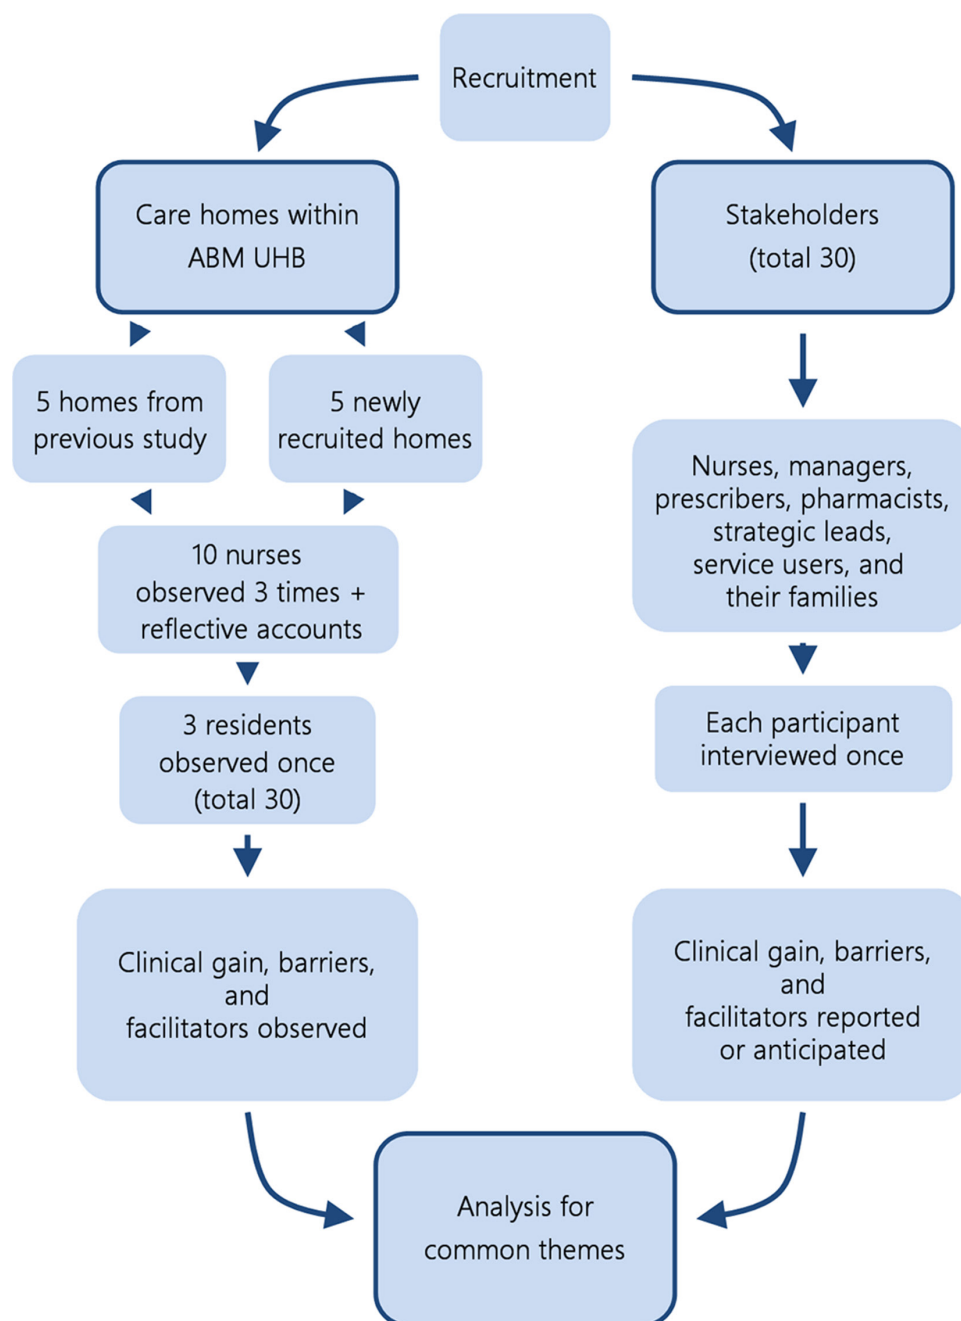 Recruitment
Care homes within
ABM UHB
Stakeholders
(total 30)
5 homes from
previous study
5 newly
recruited homes
Nurses, managers,
prescribers, pharmacists,
strategic leads,
service users, and
their families
10 nurses
observed 3 times +
reflective accounts
3 residents
observed once
(total 30)
Each participant
interviewed once
Clinical gain, barriers,
and
facilitators observed
Clinical gain, barriers,
and
facilitators reported
or anticipated
Analysis for
common themes